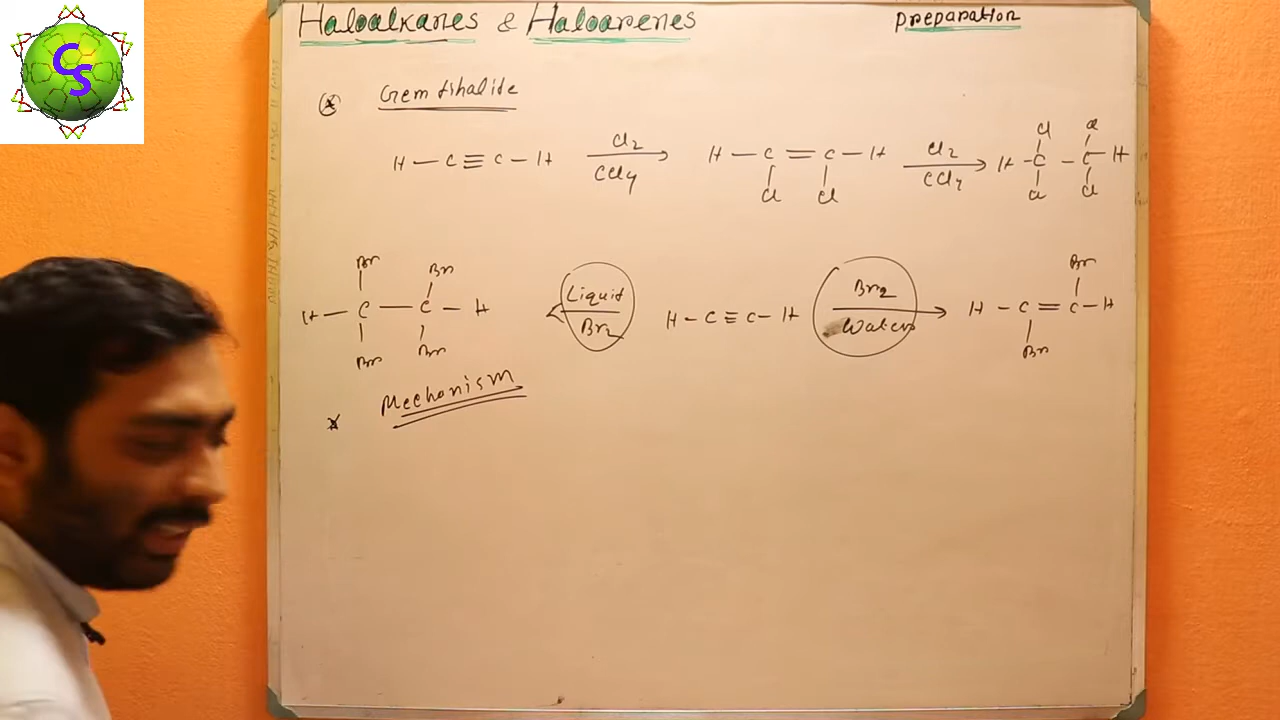 CS
Haloalkanes & Haloarenes
preparation
Gem dihalide
H — C ≡ C — H
Cl2
CCl4
H — C = C — H
Cl Cl
Cl2
CCl4
Cl Cl
H - C - C - H
Cl Cl
Br Br
H — C — C — H
Br Br
Liquid
Br2
H - C ≡ C - H
Br2
Water
Br
H - C = C - H
Br
Mechanism